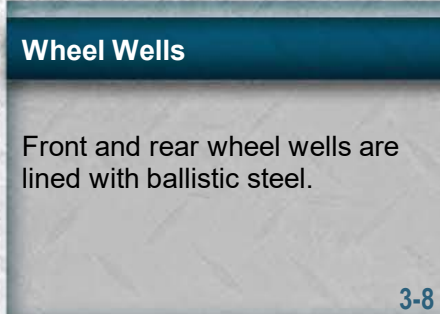 Wheel Wells
Front and rear wheel wells are
lined with ballistic steel.
3-8